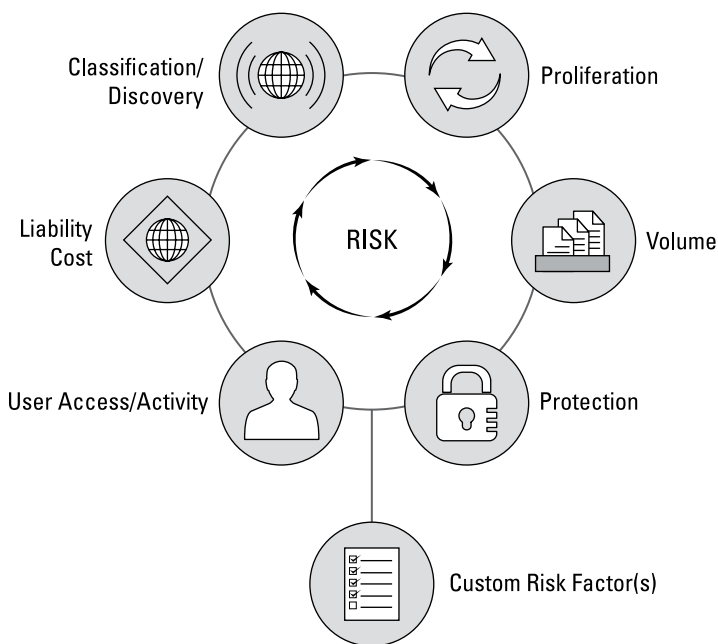 Classification/
Discovery
Proliferation
Liability
Cost
RISK
Volume
User Access/Activity
Protection
Custom Risk Factor(s)